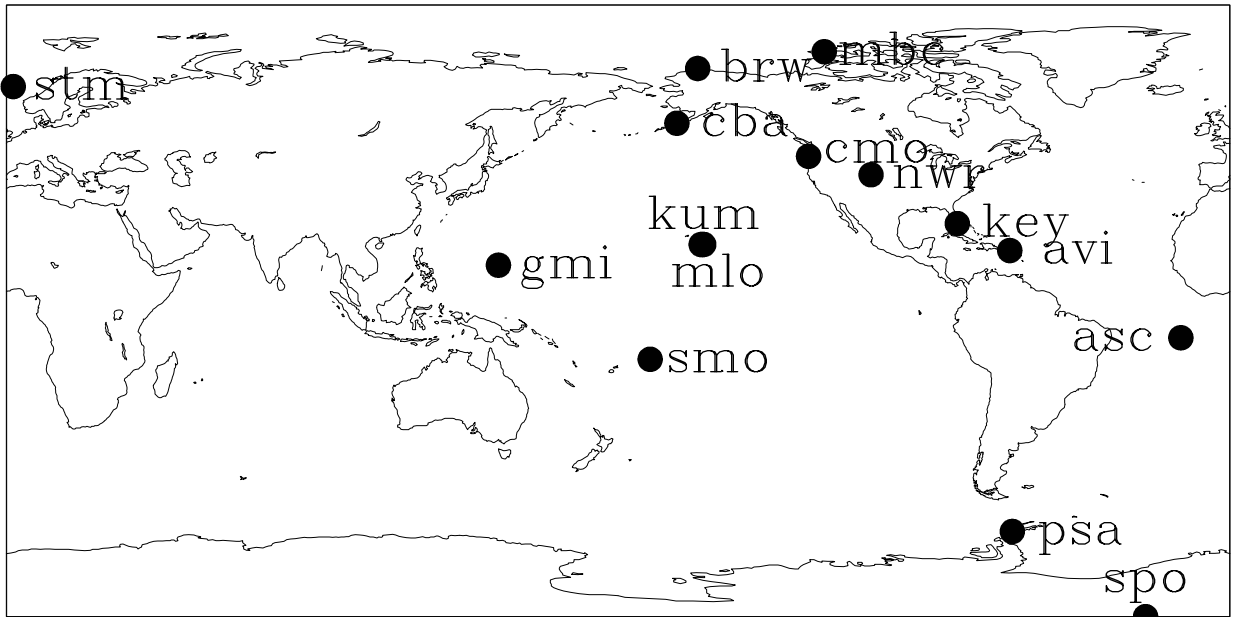 mbc
brw
stm
cba
cmo
nwr
kum
key
avi
gmi
mlo
asc
smo
psa
spo